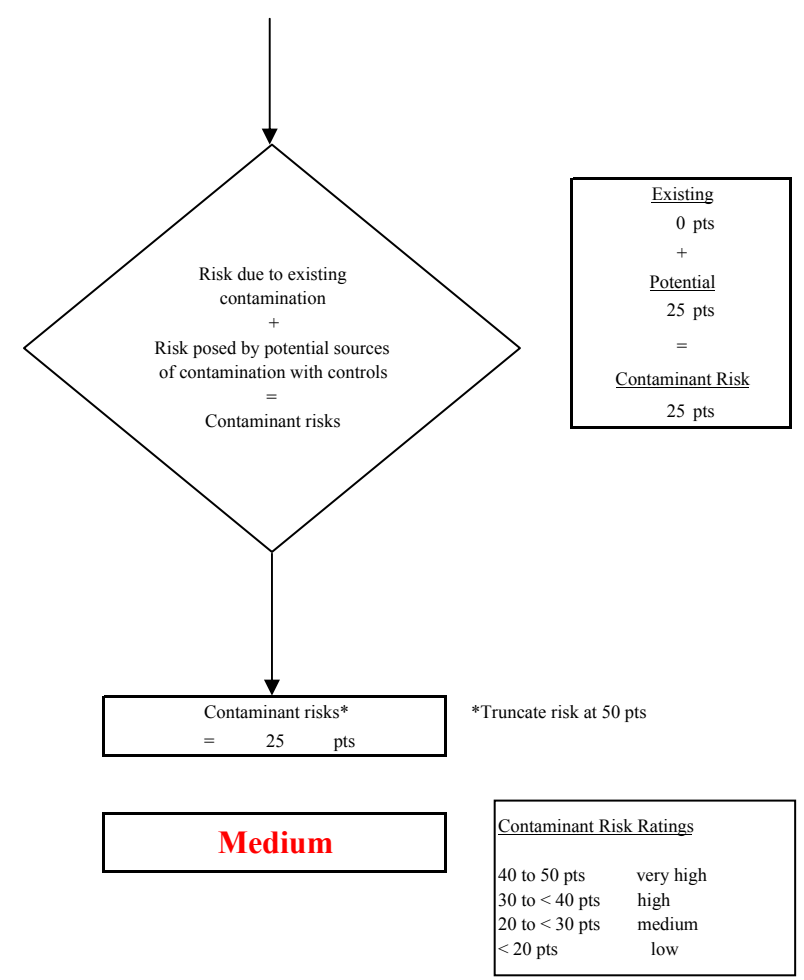 Risk due to existing
contamination
+
Risk posed by potential sources
of contamination with controls
=
Contaminant risks
Existing
0 pts
+
Potential
25 pts
=
Contaminant Risk
25 pts
Contaminant risks*
= 25 pts
*Truncate risk at 50 pts
Medium
Contaminant Risk Ratings
40 to 50 pts very high
30 to < 40 pts high
20 to < 30 pts medium
< 20 pts low